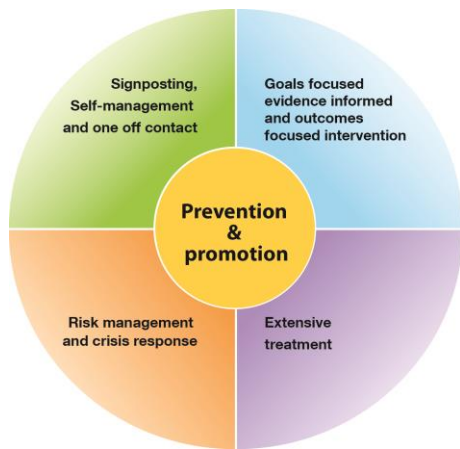 Signposting,
Self-management
and one off contact
Goals focused
evidence informed
and outcomes
focused intervention
Prevention
&
promotion
Risk management
and crisis response
Extensive
treatment